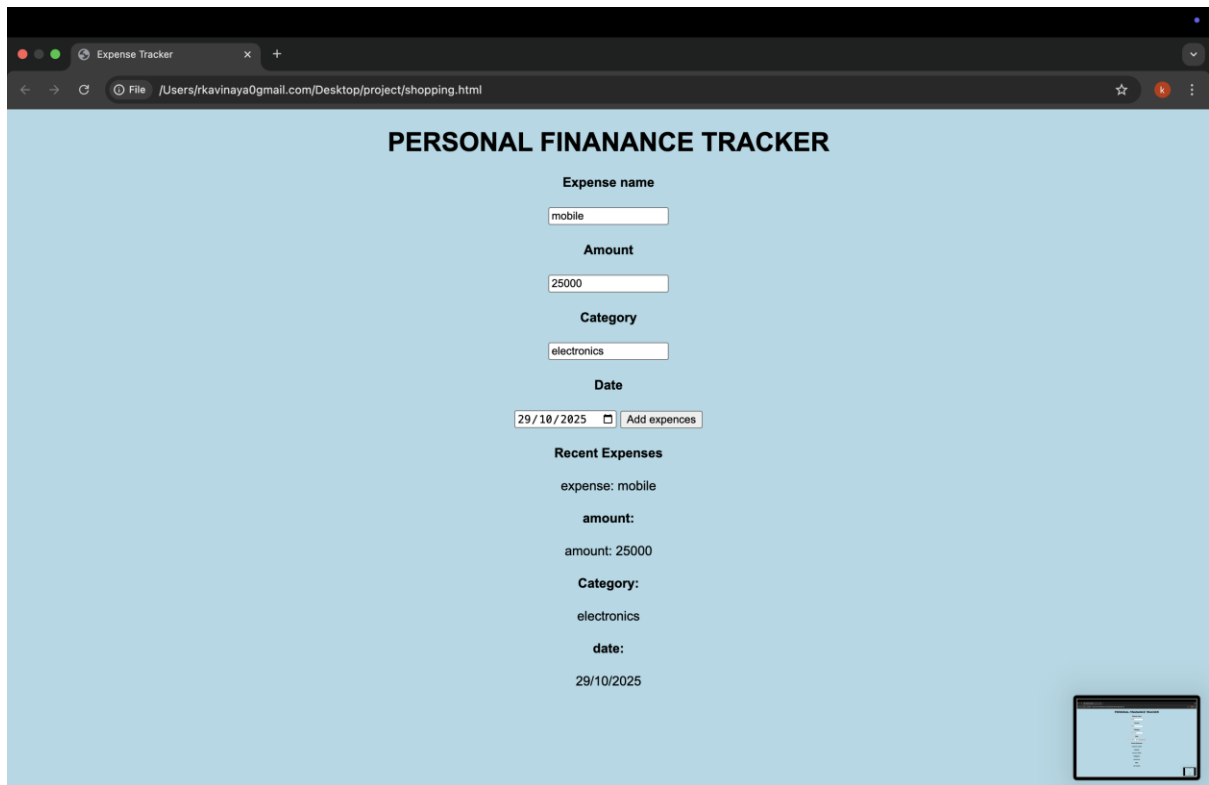 Expense Tracker
File /Users/rkavinaya0gmail.com/Desktop/project/shopping.html
k
PERSONAL FINANANCE TRACKER
Expense name
mobile
Amount
25000
Category
electronics
Date
29/10/2025 Add expences
Recent Expenses
expense: mobile
amount:
amount: 25000
Category:
electronics
date:
29/10/2025